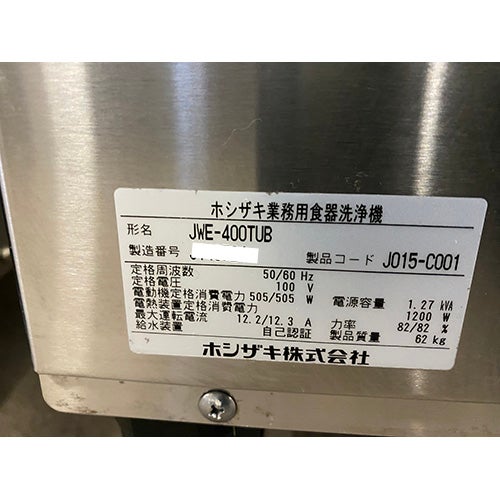 ホシザキ業務用食器洗浄機
形名 JWE-400TUB
製造番号 製品コード J015-C001
定格周波数 50/60 Hz
定格電圧 100 V
電動機定格消費電力 505/505 W 電源容量 1.27 kVA
電熱装置定格消費電力 1200 W
最大運転電流 12.2/12.3 A 力率 82/82 %
給水装置 自己認証 製品質量 62 kg
ホシザキ株式会社